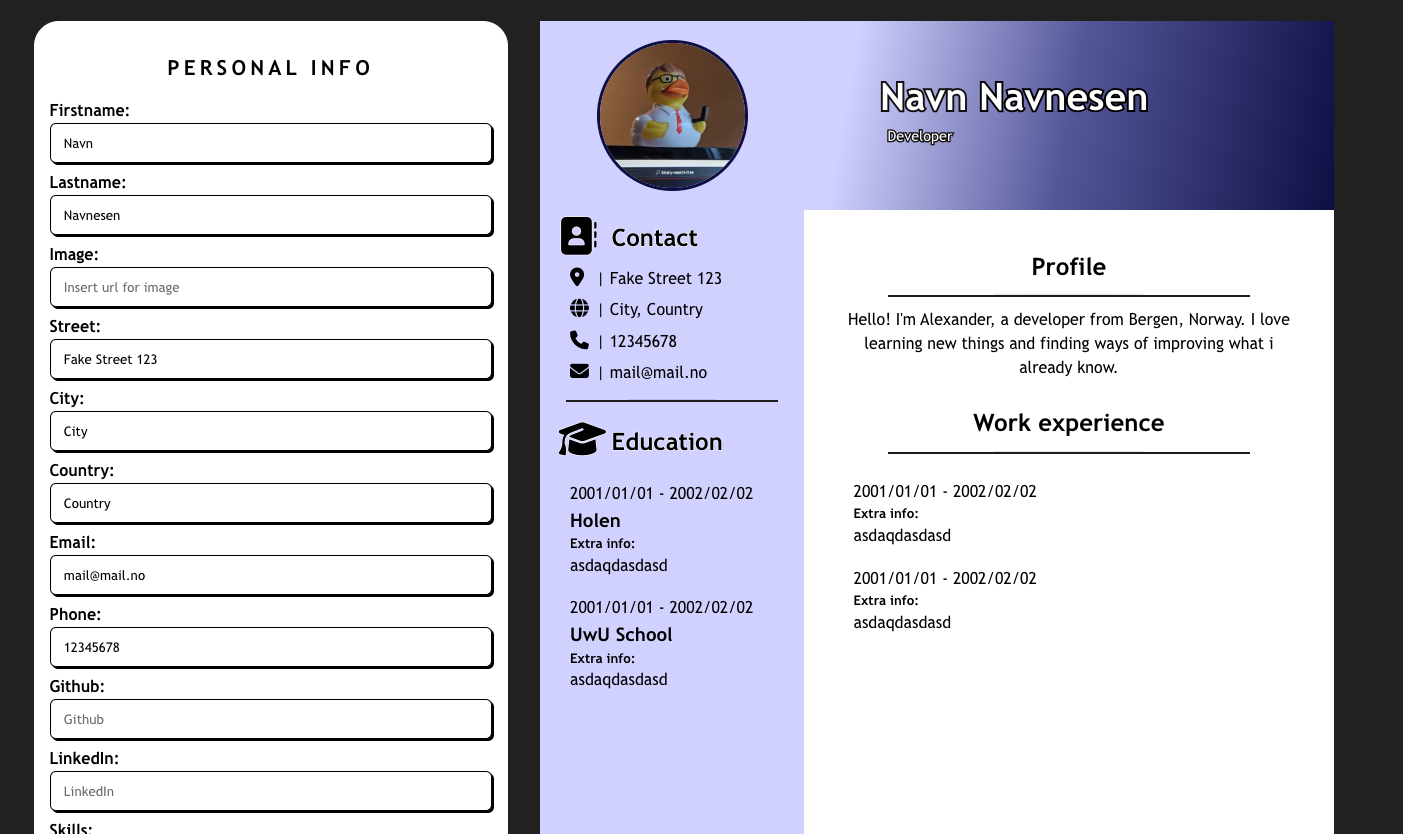 PERSONAL INFO
Firstname:
Navn
Lastname:
Navnesen
Image:
Insert url for image
Street:
Fake Street 123
City:
City
Country:
Country
Email:
mail@mail.no
Phone:
12345678
Github:
Github
LinkedIn:
LinkedIn
Skills:
Navn Navnesen
Developer
Contact
| Fake Street 123
| City, Country
| 12345678
| mail@mail.no
Education
2001/01/01 - 2002/02/02
Holen
Extra info:
asdaqdasdasd
2001/01/01 - 2002/02/02
UwU School
Extra info:
asdaqdasdasd
Profile
Hello! I'm Alexander, a developer from Bergen, Norway. I love
learning new things and finding ways of improving what i
already know.
Work experience
2001/01/01 - 2002/02/02
Extra info:
asdaqdasdasd
2001/01/01 - 2002/02/02
Extra info:
asdaqdasdasd